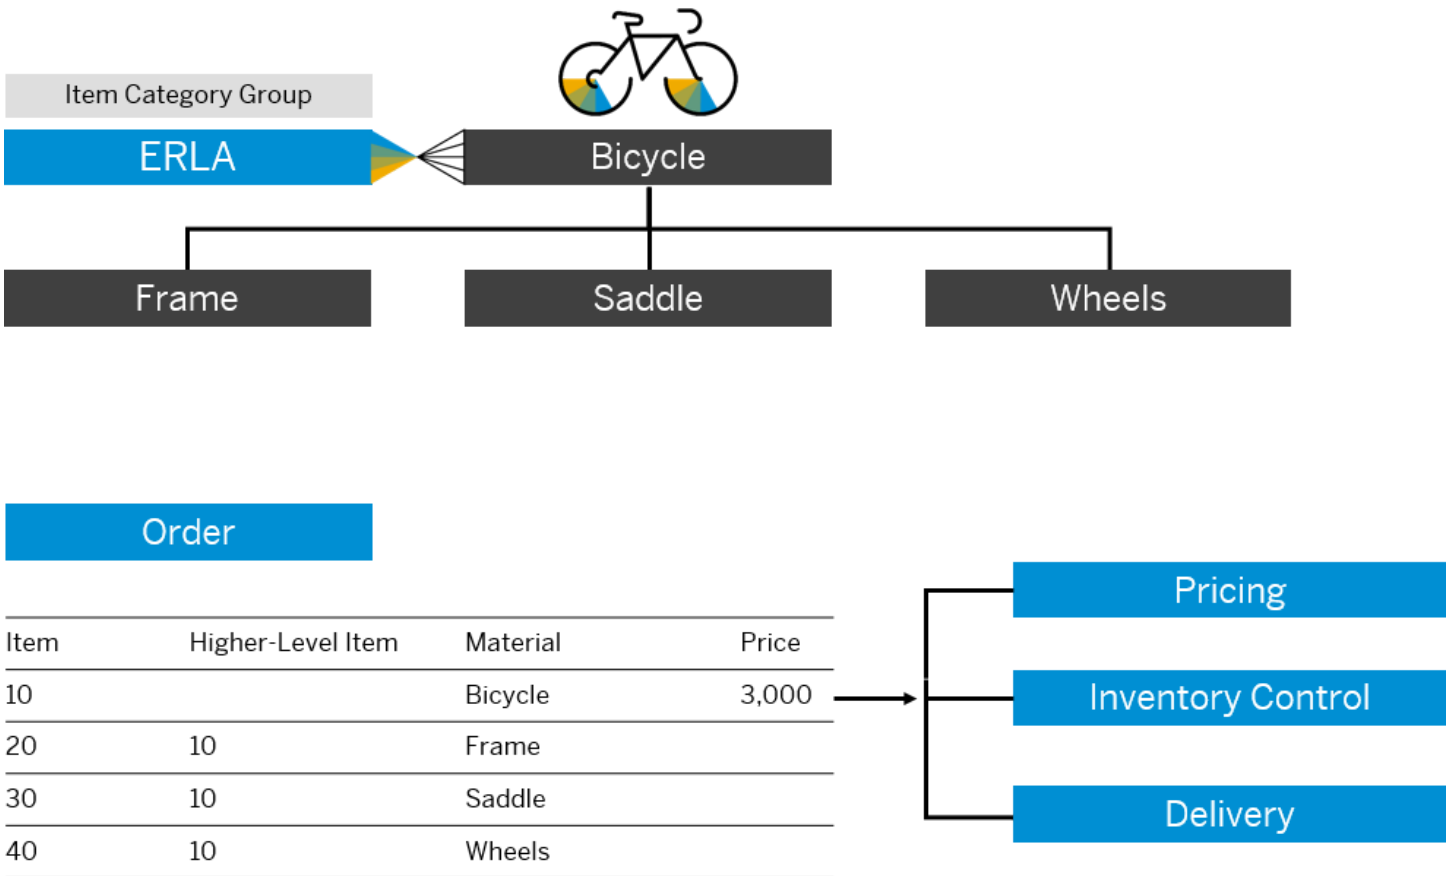 Item Category Group
ERLA
Bicycle
Frame
Saddle
Wheels
Order
Item Higher-Level Item Material Price
10 Bicycle 3,000
20 10 Frame
30 10 Saddle
40 10 Wheels
Pricing
Inventory Control
Delivery